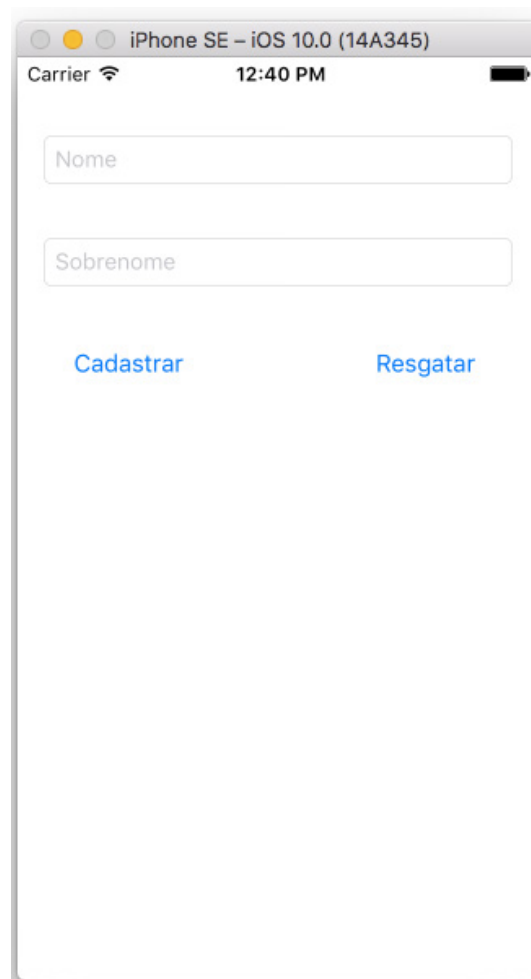 iPhone SE – iOS 10.0 (14A345)
Carrier 12:40 PM
Nome
Sobrenome
Cadastrar Resgatar